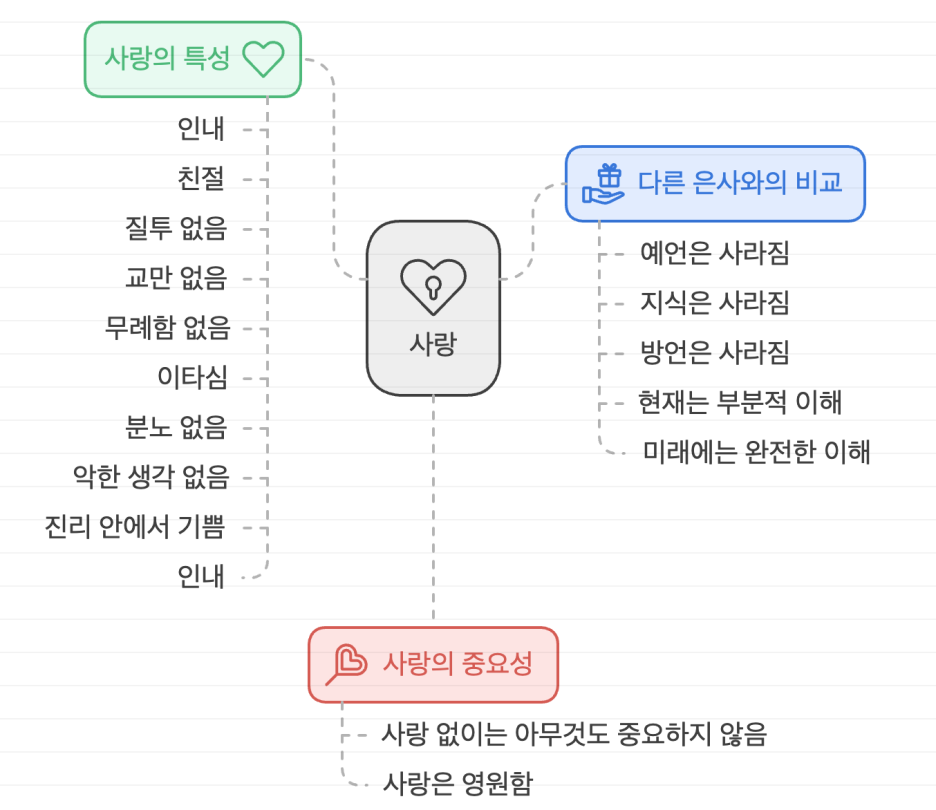 사랑의 특성
인내
친절
질투 없음
교만 없음
무례함 없음
이타심
분노 없음
악한 생각 없음
진리 안에서 기쁨
인내
사랑
다른 은사와의 비교
예언은 사라짐
지식은 사라짐
방언은 사라짐
현재는 부분적 이해
미래에는 완전한 이해
사랑의 중요성
사랑 없이는 아무것도 중요하지 않음
사랑은 영원함